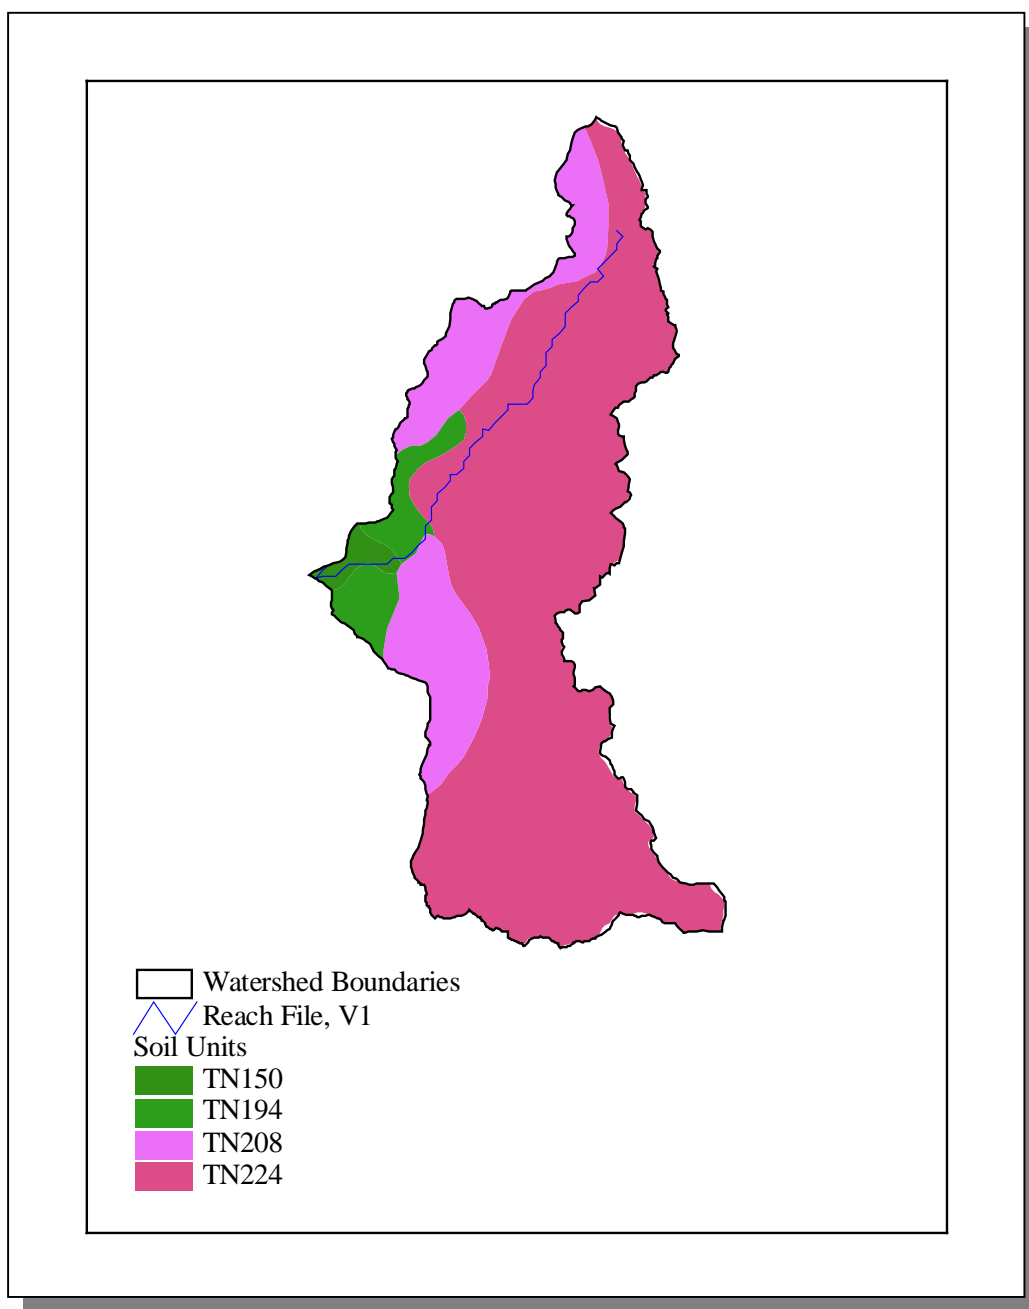 Watershed Boundaries
Reach File, V1
Soil Units
TN150
TN194
TN208
TN224